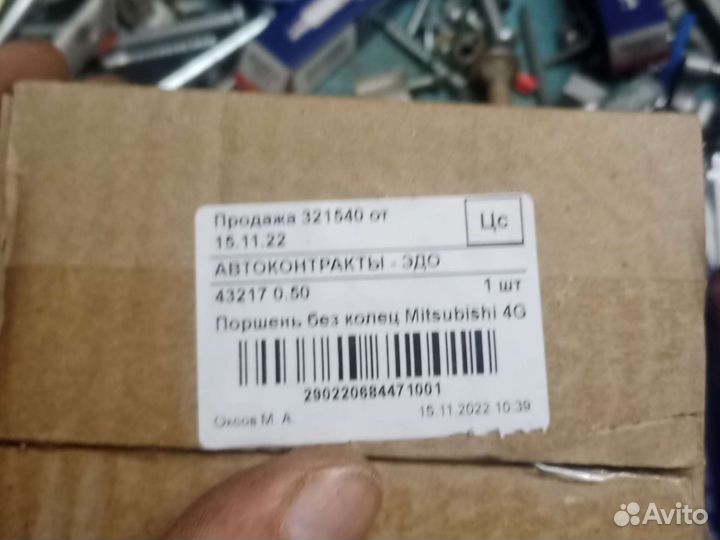 Продажа 321540 от
15.11.22
Цс
АВТОКОНТРАКТЫ - ЭДО
43217 0.50 1 шт
Поршень без колец Mitsubishi 4G
290220684471001
М. А. 15.11.2022 10:39
Avito